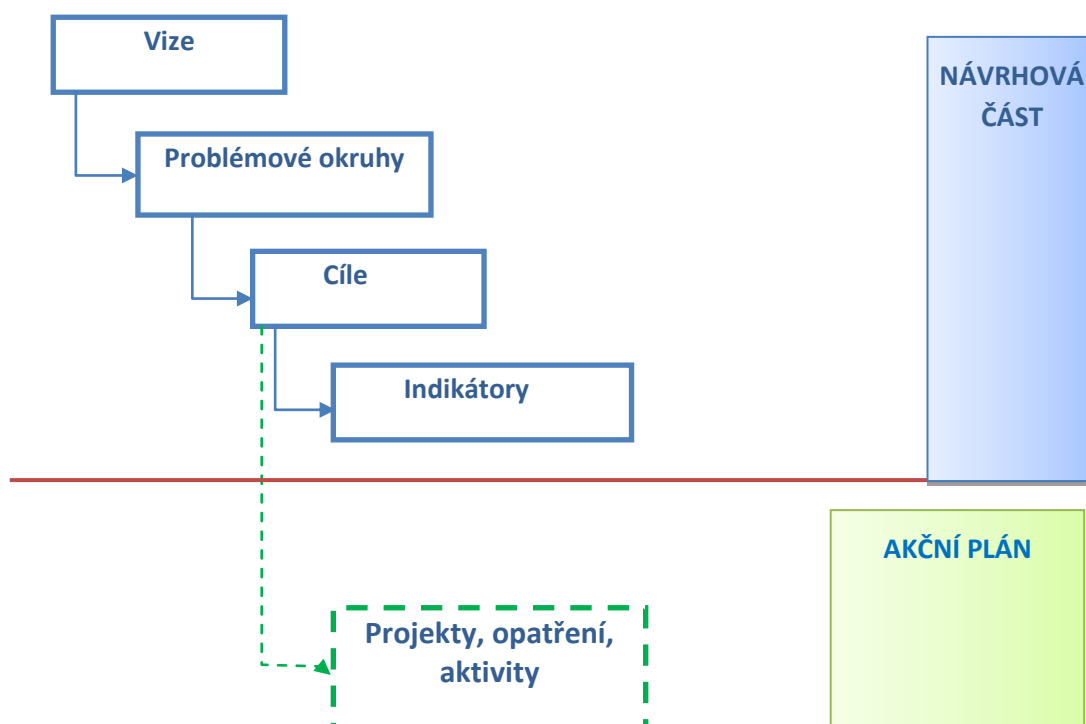 Vize
NÁVRHOVÁ
ČÁST
Problémové okruhy
Cíle
Indikátory
AKČNÍ PLÁN
Projekty, opatření,
aktivity